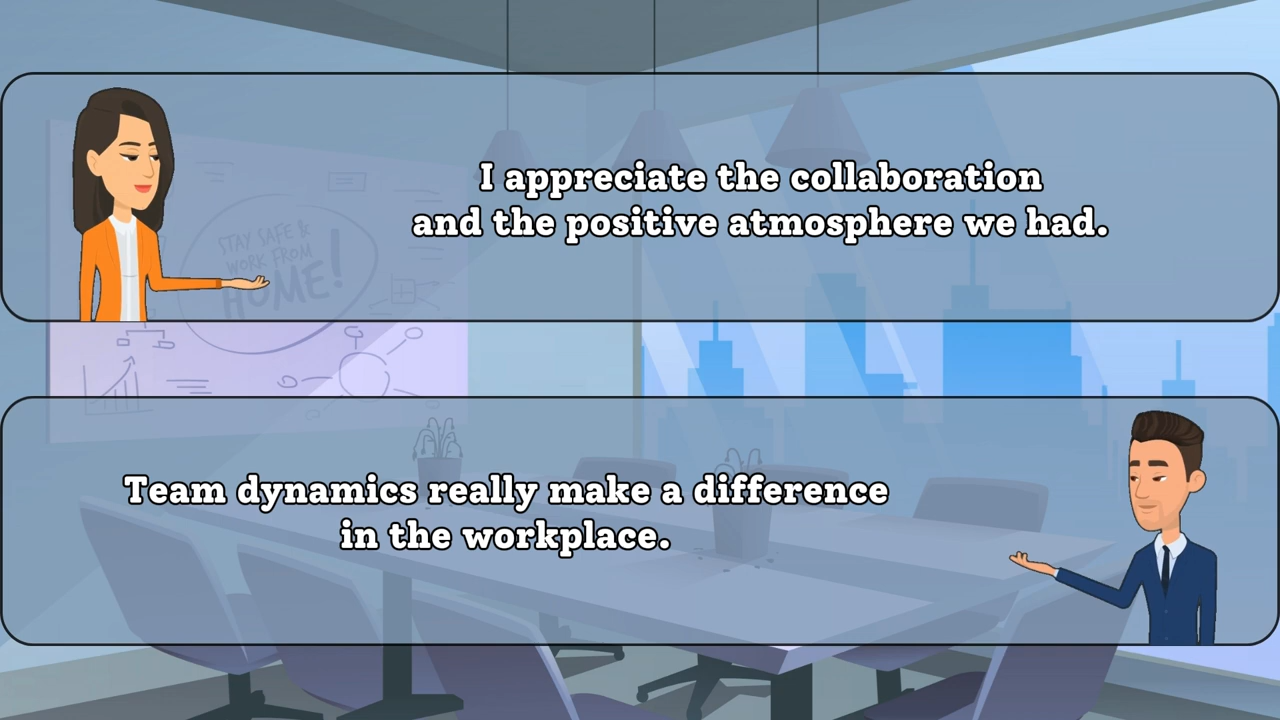 I appreciate the collaboration
and the positive atmosphere we had.
STAY SAFE &
WORK FROM
HOME!
Team dynamics really make a difference
in the workplace.